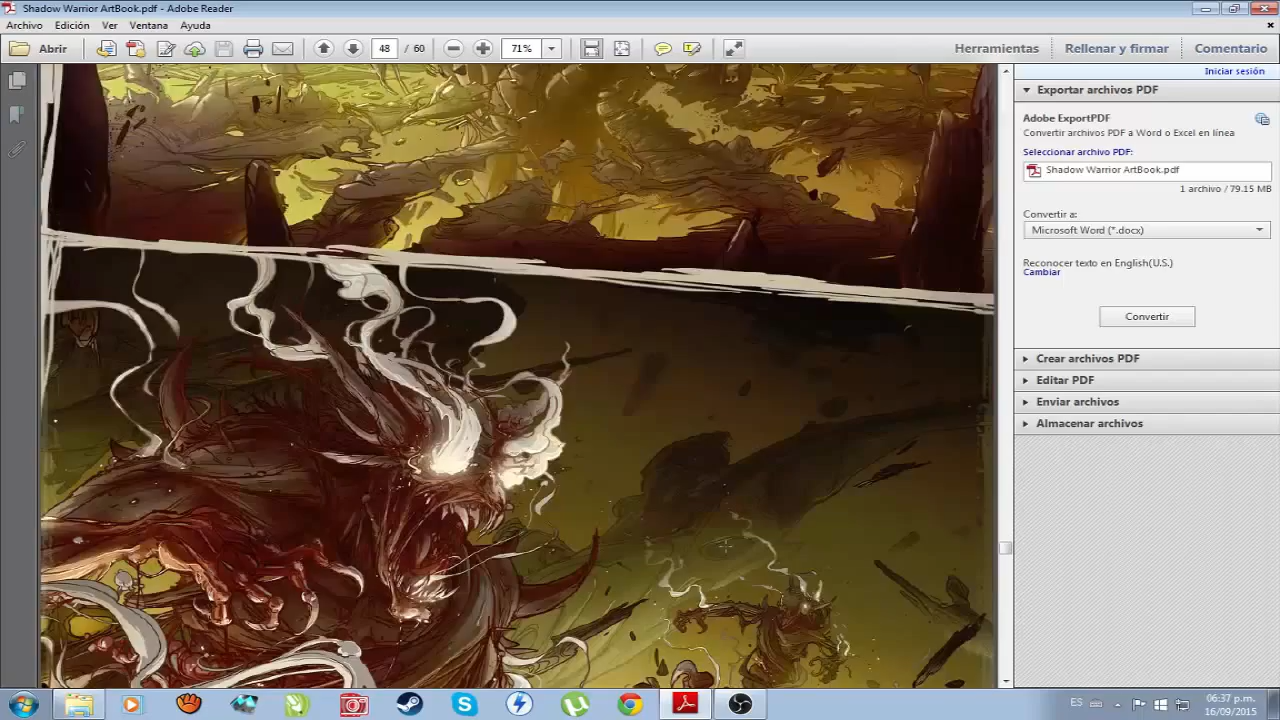 Shadow Warrior ArtBook.pdf - Adobe Reader
Archivo Edición Ver Ventana Ayuda
Abrir 48 / 60 71% Herramientas Rellenar y firmar Comentario
Iniciar sesión
Exportar archivos PDF
Adobe ExportPDF
Convertir archivos PDF a Word o Excel en línea
Seleccionar archivo PDF:
Shadow Warrior ArtBook.pdf
1 archivo / 79.15 MB
Convertir a:
Microsoft Word (*.docx)
Reconocer texto en English(U.S.)
Cambiar
Convertir
Crear archivos PDF
Editar PDF
Enviar archivos
Almacenar archivos
ES
06:37 p.m.
16/09/2015